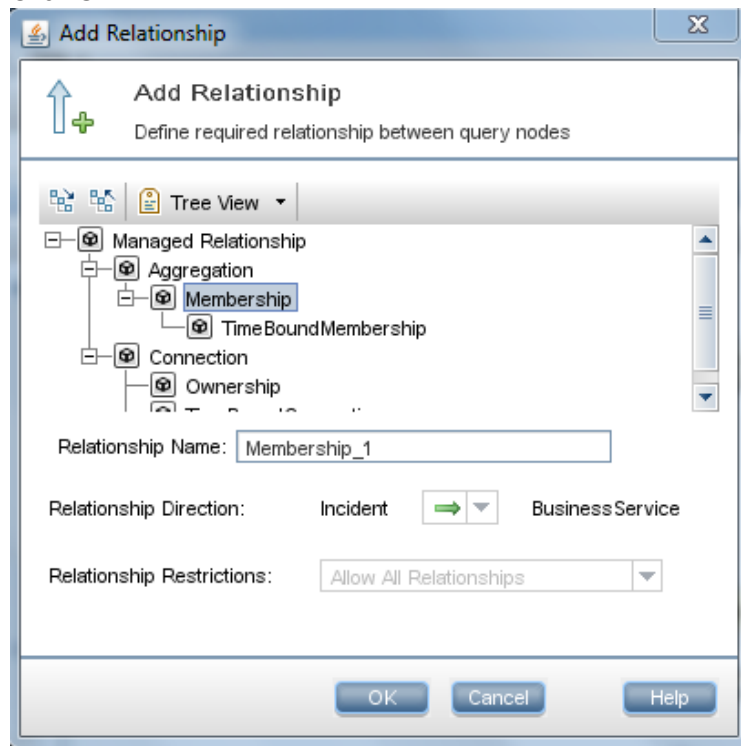 Add Relationship
Add Relationship
Define required relationship between query nodes
Tree View
Managed Relationship
Aggregation
Membership
TimeBoundMembership
Connection
Ownership
Relationship Name: Membership_1
Relationship Direction: Incident BusinessService
Relationship Restrictions: Allow All Relationships
OK Cancel Help